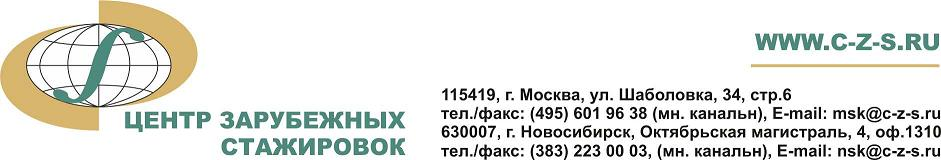 WWW.C-Z-S.RU
ЦЕНТР ЗАРУБЕЖНЫХ
СТАЖИРОВОК
115419, г. Москва, ул. Шаболовка, 34, стр.6
тел./факс: (495) 601 96 38 (мн. канальн), E-mail: msk@c-z-s.ru
630007, г. Новосибирск, Октябрьская магистраль, 4, оф.1310
тел./факс: (383) 223 00 03, (мн. канальн), E-mail: nsk@c-z-s.ru